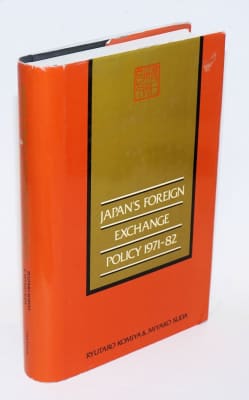 JAPAN'S FOREIGN
EXCHANGE
POLICY 1971-82
RYUTARO KOMIYA & MIYAKO SUDA